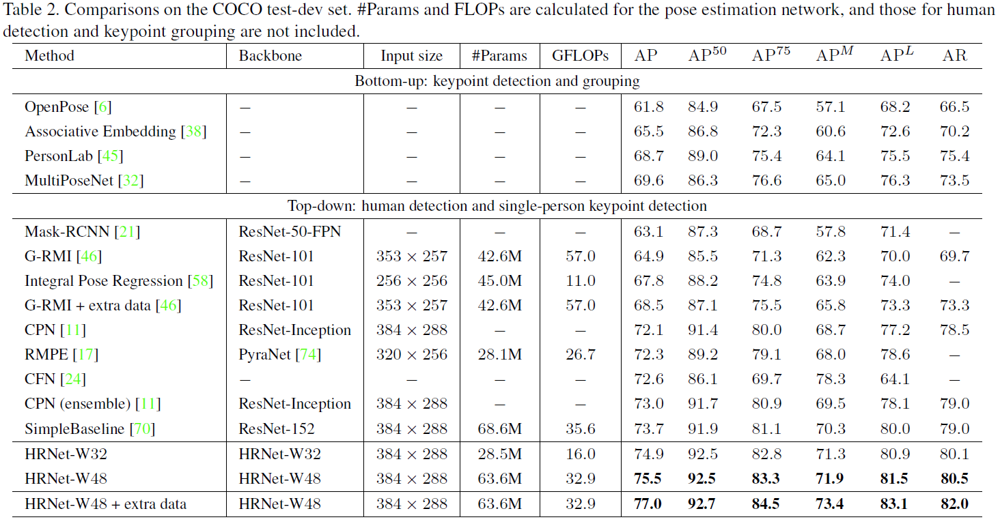 Table 2. Comparisons on the COCO test-dev set. #Params and FLOPs are calculated for the pose estimation network, and those for human
detection and keypoint grouping are not included.
Method Backbone Input size #Params GFLOPs AP AP^50 AP^75 AP^M AP^L AR
Bottom-up: keypoint detection and grouping
OpenPose [6] – – – – 61.8 84.9 67.5 57.1 68.2 66.5
Associative Embedding [38] – – – – 65.5 86.8 72.3 60.6 72.6 70.2
PersonLab [45] – – – – 68.7 89.0 75.4 64.1 75.5 75.4
MultiPoseNet [32] – – – – 69.6 86.3 76.6 65.0 76.3 73.5
Top-down: human detection and single-person keypoint detection
Mask-RCNN [21] ResNet-50-FPN – – – 63.1 87.3 68.7 57.8 71.4 –
G-RMI [46] ResNet-101 353 × 257 42.6M 57.0 64.9 85.5 71.3 62.3 70.0 69.7
Integral Pose Regression [58] ResNet-101 256 × 256 45.0M 11.0 67.8 88.2 74.8 63.9 74.0 –
G-RMI + extra data [46] ResNet-101 353 × 257 42.6M 57.0 68.5 87.1 75.5 65.8 73.3 73.3
CPN [11] ResNet-Inception 384 × 288 – – 72.1 91.4 80.0 68.7 77.2 78.5
RMPE [17] PyraNet [74] 320 × 256 28.1M 26.7 72.3 89.2 79.1 68.0 78.6 –
CFN [24] – – – – 72.6 86.1 69.7 78.3 64.1 –
CPN (ensemble) [11] ResNet-Inception 384 × 288 – – 73.0 91.7 80.9 69.5 78.1 79.0
SimpleBaseline [70] ResNet-152 384 × 288 68.6M 35.6 73.7 91.9 81.1 70.3 80.0 79.0
HRNet-W32 HRNet-W32 384 × 288 28.5M 16.0 74.9 92.5 82.8 71.3 80.9 80.1
HRNet-W48 HRNet-W48 384 × 288 63.6M 32.9 75.5 92.5 83.3 71.9 81.5 80.5
HRNet-W48 + extra data HRNet-W48 384 × 288 63.6M 32.9 77.0 92.7 84.5 73.4 83.1 82.0